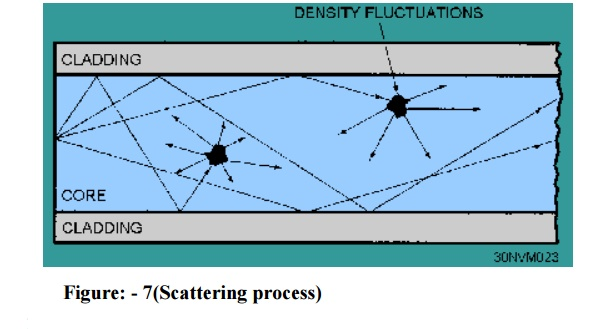 DENSITY FLUCTUATIONS
CLADDING
CORE
CLADDING
30NVM023
Figure: - 7(Scattering process)